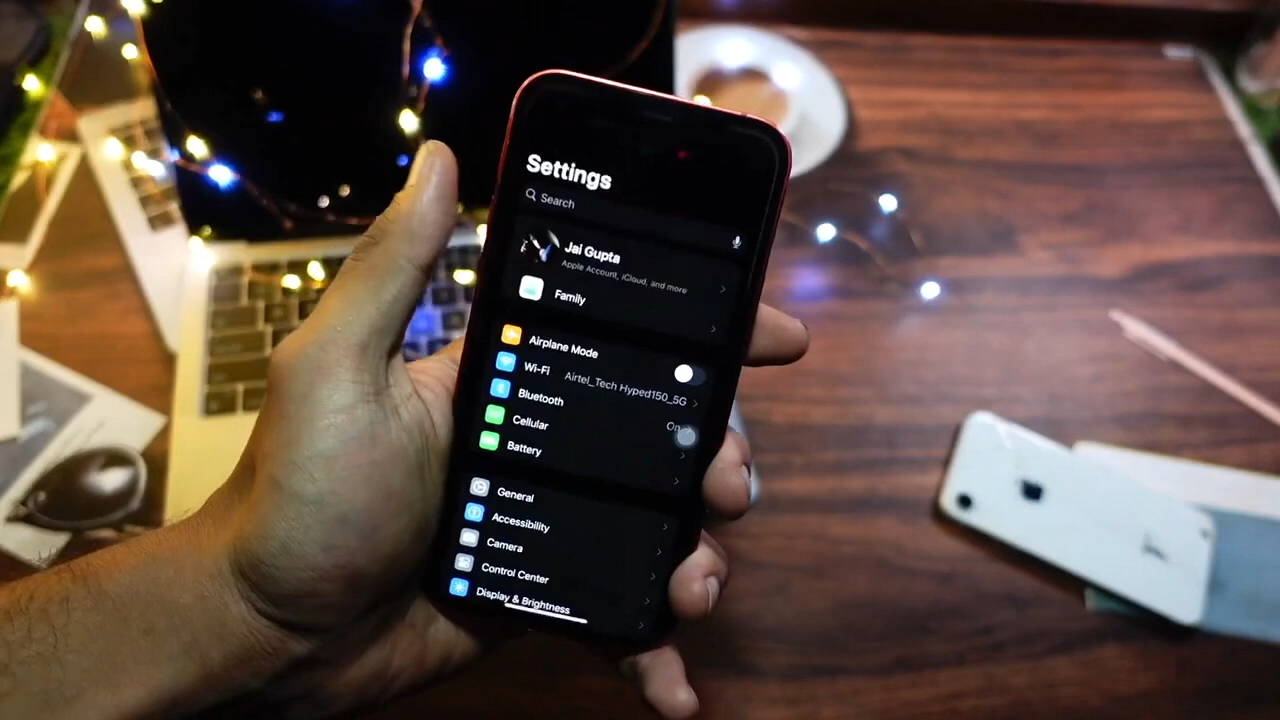 Settings
Search
Jai Gupta
Apple Account, iCloud, and more
Family
Airplane Mode
Wi-Fi Airtel_Tech Hyped150_5G
Bluetooth On
Cellular
Battery
General
Accessibility
Camera
Control Center
Display & Brightness